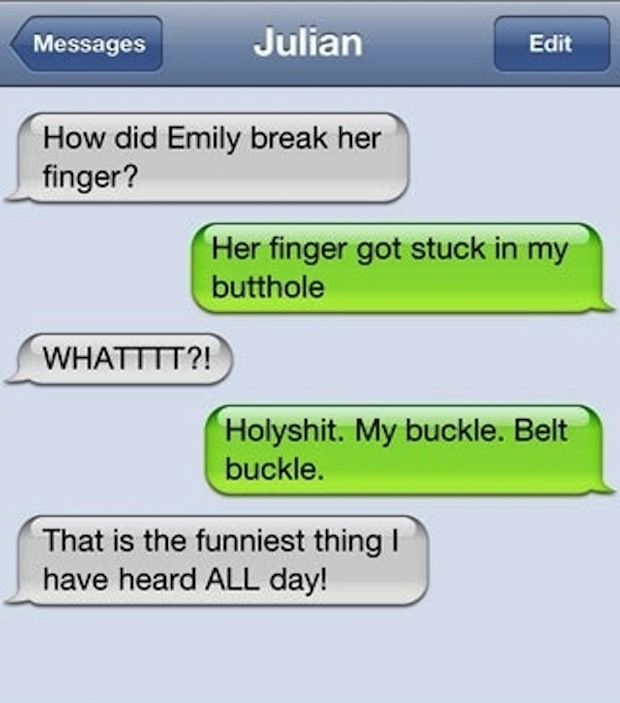 Messages
Julian
Edit
How did Emily break her
finger?
Her finger got stuck in my
butthole
WHATTTT?!
Holyshit. My buckle. Belt
buckle.
That is the funniest thing I
have heard ALL day!